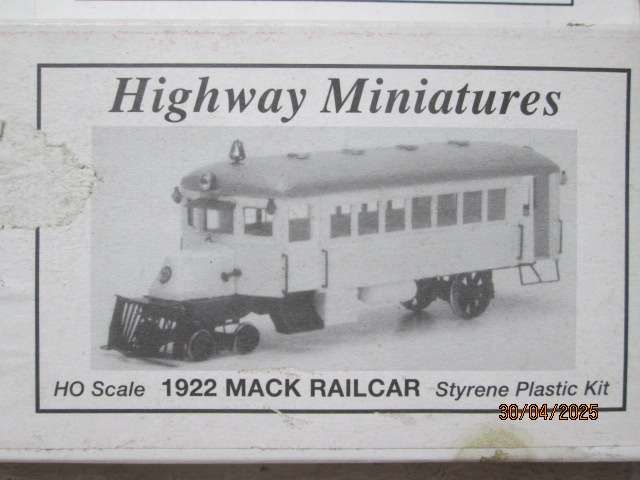 Highway Miniatures
HO Scale 1922 MACK RAILCAR Styrene Plastic Kit
30/04/2025